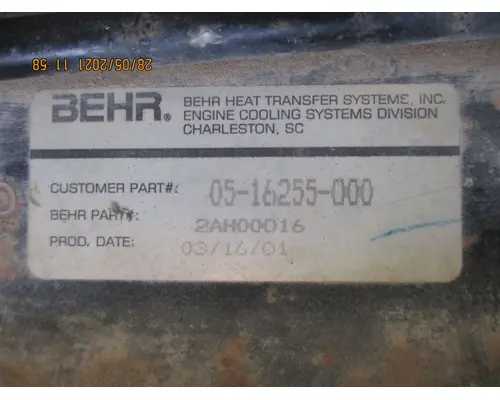 28/05/2021 11:58
BEHR® BEHR HEAT TRANSFER SYSTEMS, INC.
ENGINE COOLING SYSTEMS DIVISION
CHARLESTON, SC
CUSTOMER PART#: 05-16255-000
BEHR PART#: 2AH00016
PROD. DATE: 03/16/01